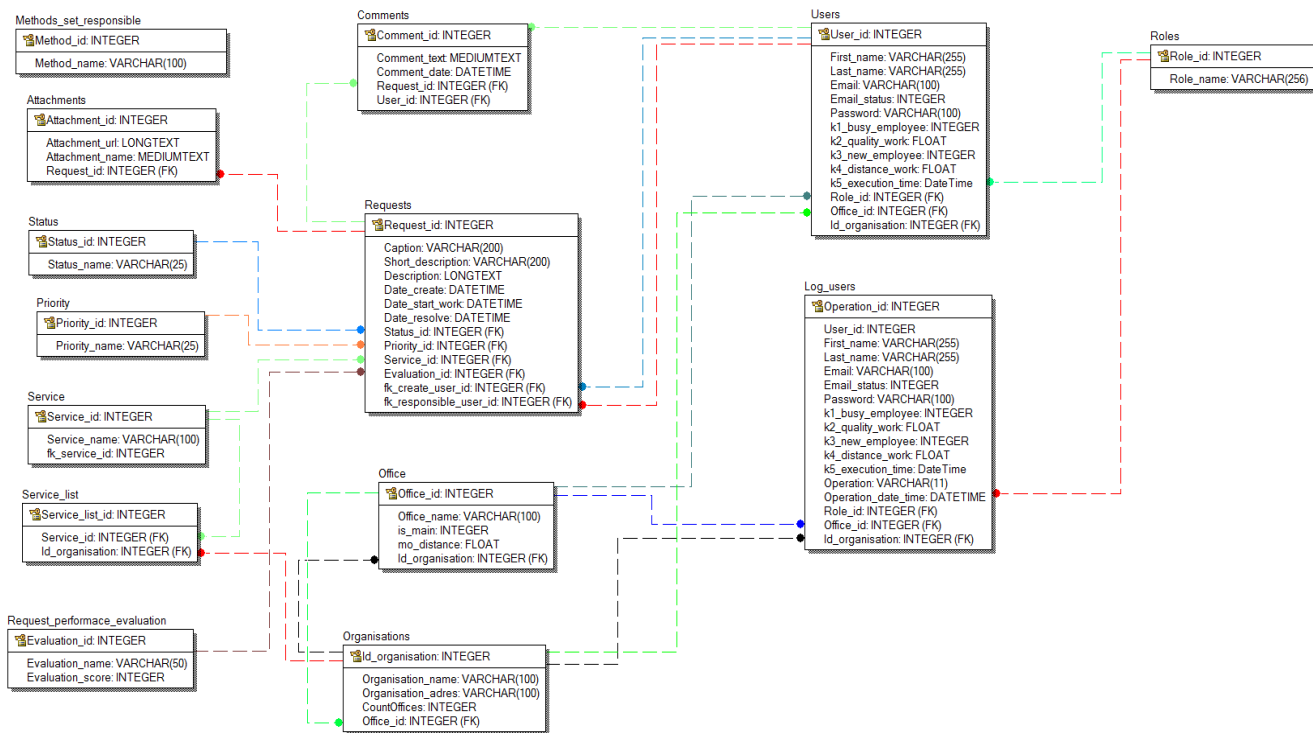 Methods_set_responsible
Method_id: INTEGER
Method_name: VARCHAR(100)
Attachments
Attachment_id: INTEGER
Attachment_url: LONGTEXT
Attachment_name: MEDIUMTEXT
Request_id: INTEGER (FK)
Status
Status_id: INTEGER
Status_name: VARCHAR(25)
Priority
Priority_id: INTEGER
Priority_name: VARCHAR(25)
Service
Service_id: INTEGER
Service_name: VARCHAR(100)
fk_service_id: INTEGER
Service_list
Service_list_id: INTEGER
Service_id: INTEGER (FK)
Id_organisation: INTEGER (FK)
Request_performace_evaluation
Evaluation_id: INTEGER
Evaluation_name: VARCHAR(50)
Evaluation_score: INTEGER
Comments
Comment_id: INTEGER
Comment_text: MEDIUMTEXT
Comment_date: DATETIME
Request_id: INTEGER (FK)
User_id: INTEGER (FK)
Requests
Request_id: INTEGER
Caption: VARCHAR(200)
Short_description: VARCHAR(200)
Description: LONGTEXT
Date_create: DATETIME
Date_start_work: DATETIME
Date_resolve: DATETIME
Status_id: INTEGER (FK)
Priority_id: INTEGER (FK)
Service_id: INTEGER (FK)
Evaluation_id: INTEGER (FK)
fk_create_user_id: INTEGER (FK)
fk_responsible_user_id: INTEGER (FK)
Office
Office_id: INTEGER
Office_name: VARCHAR(100)
is_main: INTEGER
mo_distance: FLOAT
Id_organisation: INTEGER (FK)
Organisations
Id_organisation: INTEGER
Organisation_name: VARCHAR(100)
Organisation_adres: VARCHAR(100)
CountOffices: INTEGER
Office_id: INTEGER (FK)
Users
User_id: INTEGER
First_name: VARCHAR(255)
Last_name: VARCHAR(255)
Email: VARCHAR(100)
Email_status: INTEGER
Password: VARCHAR(100)
k1_busy_employee: INTEGER
k2_quality_work: FLOAT
k3_new_employee: INTEGER
k4_distance_work: FLOAT
k5_execution_time: DateTime
Role_id: INTEGER (FK)
Office_id: INTEGER (FK)
Id_organisation: INTEGER (FK)
Log_users
Operation_id: INTEGER
User_id: INTEGER
First_name: VARCHAR(255)
Last_name: VARCHAR(255)
Email: VARCHAR(100)
Email_status: INTEGER
Password: VARCHAR(100)
k1_busy_employee: INTEGER
k2_quality_work: FLOAT
k3_new_employee: INTEGER
k4_distance_work: FLOAT
k5_execution_time: DateTime
Operation: VARCHAR(11)
Operation_date_time: DATETIME
Role_id: INTEGER (FK)
Office_id: INTEGER (FK)
Id_organisation: INTEGER (FK)
Roles
Role_id: INTEGER
Role_name: VARCHAR(256)